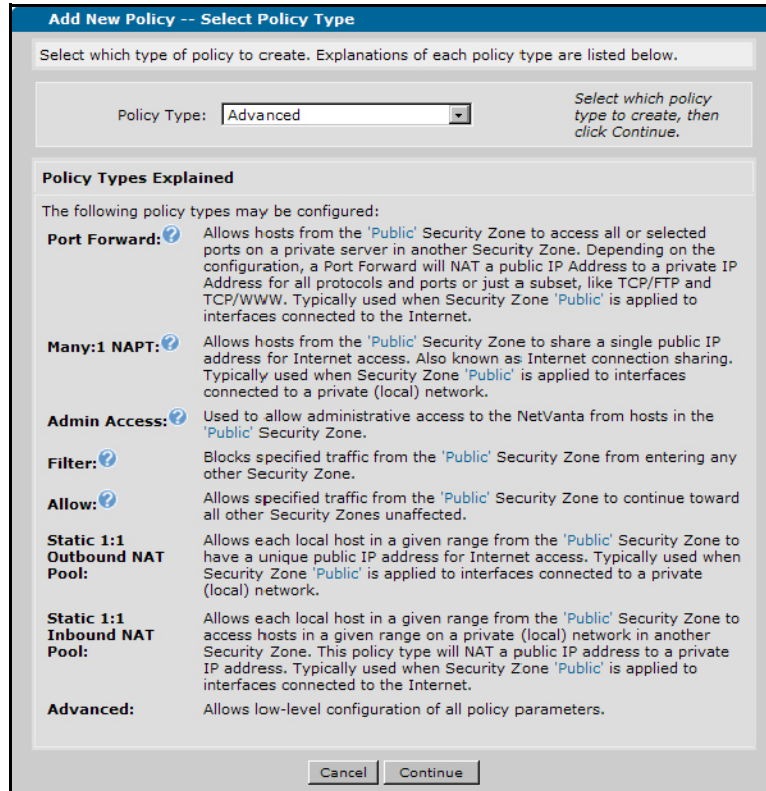 Add New Policy -- Select Policy Type
Select which type of policy to create. Explanations of each policy type are listed below.
Policy Type: Advanced
Select which policy
type to create, then
click Continue.
Policy Types Explained
The following policy types may be configured:
Port Forward:? Allows hosts from the 'Public' Security Zone to access all or selected
ports on a private server in another Security Zone. Depending on the
configuration, a Port Forward will NAT a public IP Address to a private IP
Address for all protocols and ports or just a subset, like TCP/FTP and
TCP/WWW. Typically used when Security Zone 'Public' is applied to
interfaces connected to the Internet.
Many:1 NAPT:? Allows hosts from the 'Public' Security Zone to share a single public IP
address for Internet access. Also known as Internet connection sharing.
Typically used when Security Zone 'Public' is applied to interfaces
connected to a private (local) network.
Admin Access:? Used to allow administrative access to the NetVanta from hosts in the
'Public' Security Zone.
Filter:? Blocks specified traffic from the 'Public' Security Zone from entering any
other Security Zone.
Allow:? Allows specified traffic from the 'Public' Security Zone to continue toward
all other Security Zones unaffected.
Static 1:1
Outbound NAT
Pool:
Allows each local host in a given range from the 'Public' Security Zone to
have a unique public IP address for Internet access. Typically used when
Security Zone 'Public' is applied to interfaces connected to a private
(local) network.
Static 1:1
Inbound NAT
Pool:
Allows each local host in a given range from the 'Public' Security Zone to
access hosts in a given range on a private (local) network in another
Security Zone. This policy type will NAT a public IP address to a private
IP address. Typically used when Security Zone 'Public' is applied to
interfaces connected to the Internet.
Advanced: Allows low-level configuration of all policy parameters.
Cancel Continue